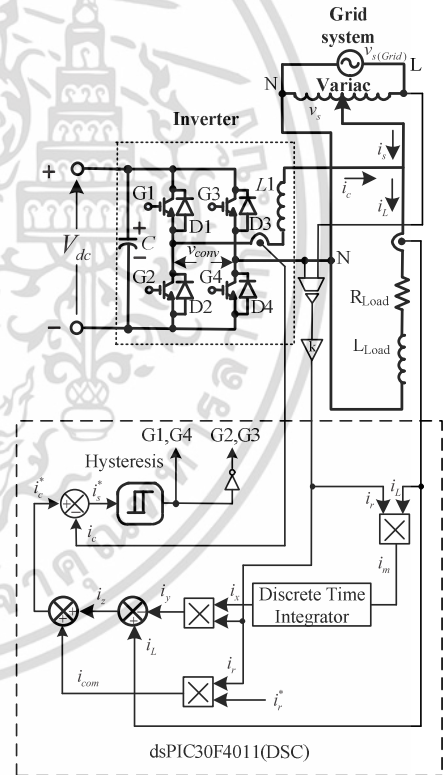 Grid
system
v_s(Grid)
N
L
Variac
v_s
Inverter
i_s
L1
i_c
i_L
+
G1
G3
V_dc
+
C
−
D1
D3
v_conv
N
G2
G4
D2
D4
−
R_Load
L_Load
k
G1,G4 G2,G3
Hysteresis
i_c^*
i_s^*
i_c
i_r
i_L
i_m
i_z
i_y
i_s
Discrete Time
Integrator
i_L
i_com
i_r
i_r^*
dsPIC30F4011(DSC)